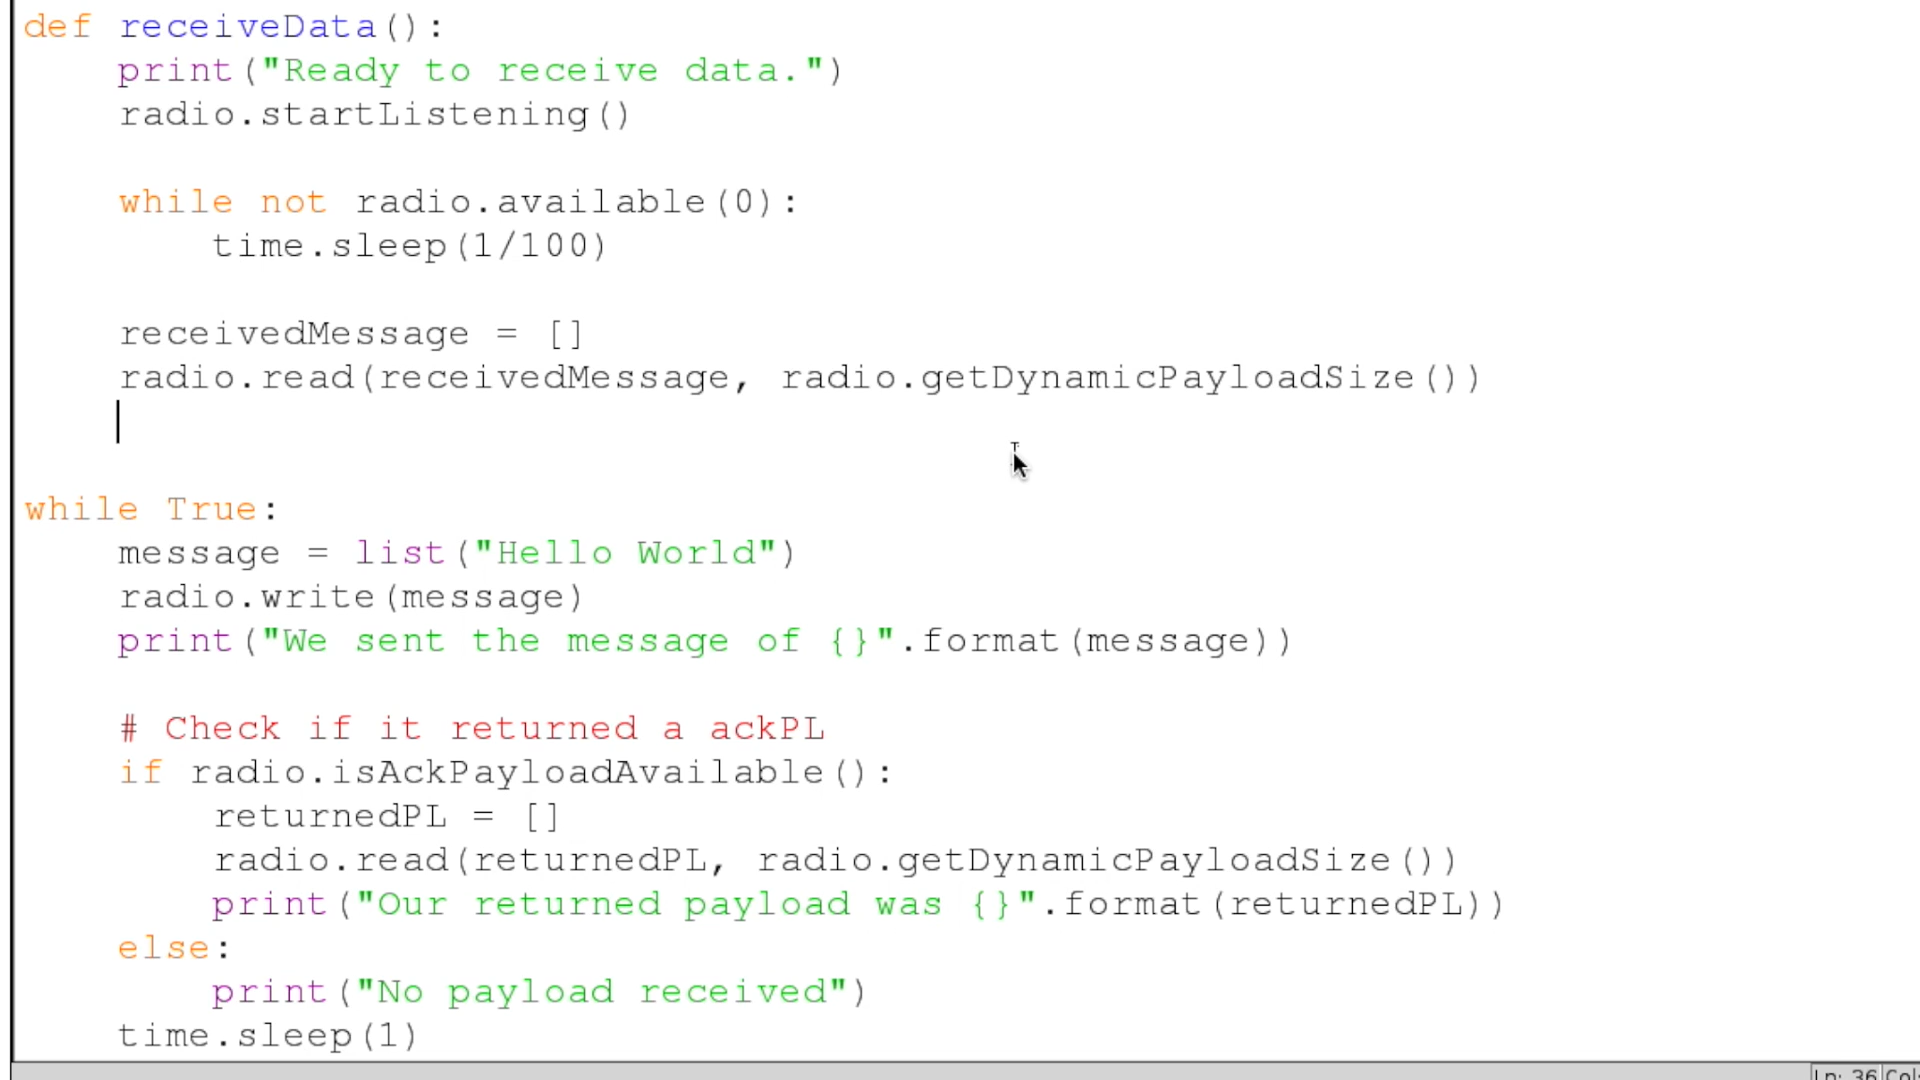 def receiveData():
    print("Ready to receive data.")
    radio.startListening()
    while not radio.available(0):
        time.sleep(1/100)
    receivedMessage = []
    radio.read(receivedMessage, radio.getDynamicPayloadSize())
while True:
    message = list("Hello World")
    radio.write(message)
    print("We sent the message of {}".format(message))
    # Check if it returned a ackPL
    if radio.isAckPayloadAvailable():
        returnedPL = []
        radio.read(returnedPL, radio.getDynamicPayloadSize())
        print("Our returned payload was {}".format(returnedPL))
    else:
        print("No payload received")
    time.sleep(1)
Ln: 36 Col: